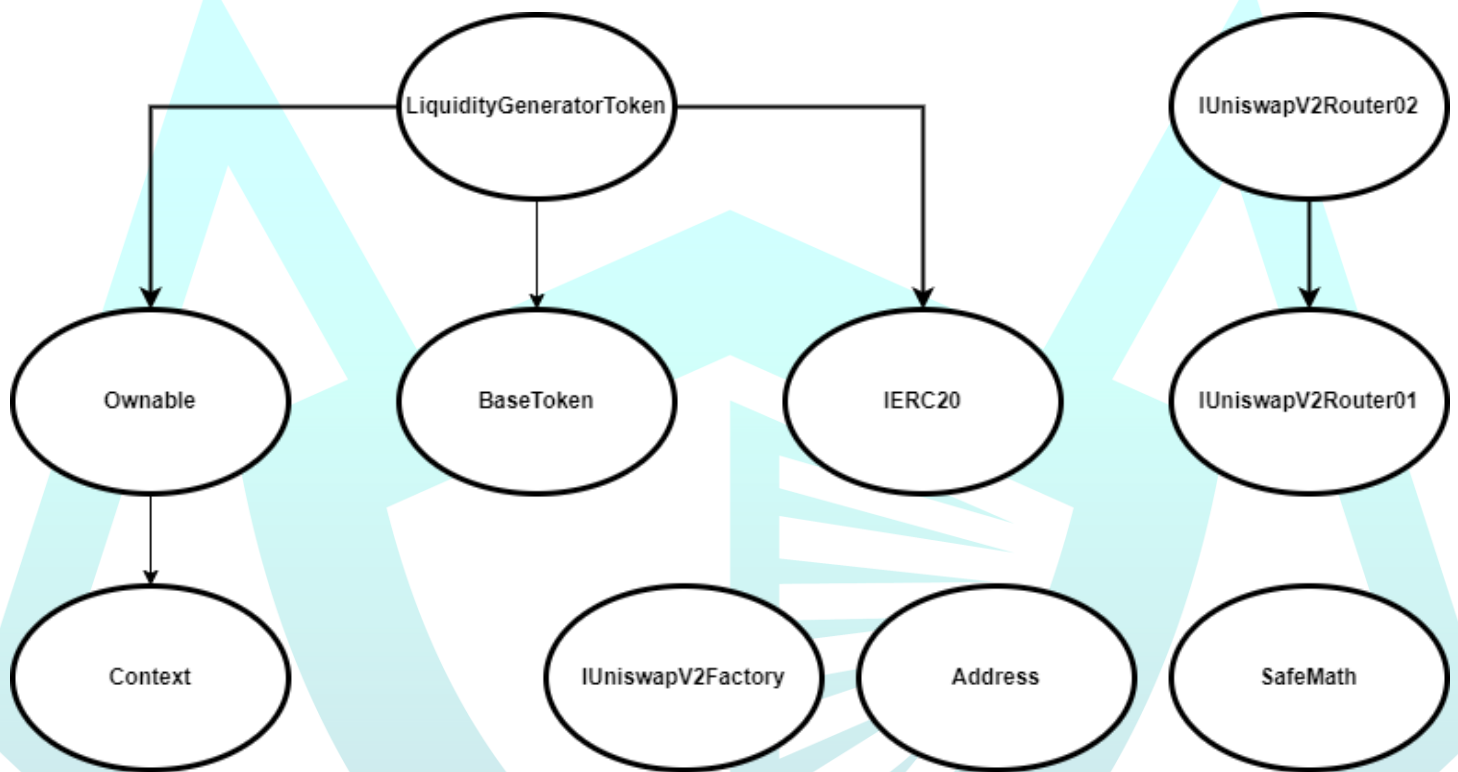 LiquidityGeneratorToken
IUniswapV2Router02
Ownable
BaseToken
IERC20
IUniswapV2Router01
Context
IUniswapV2Factory
Address
SafeMath